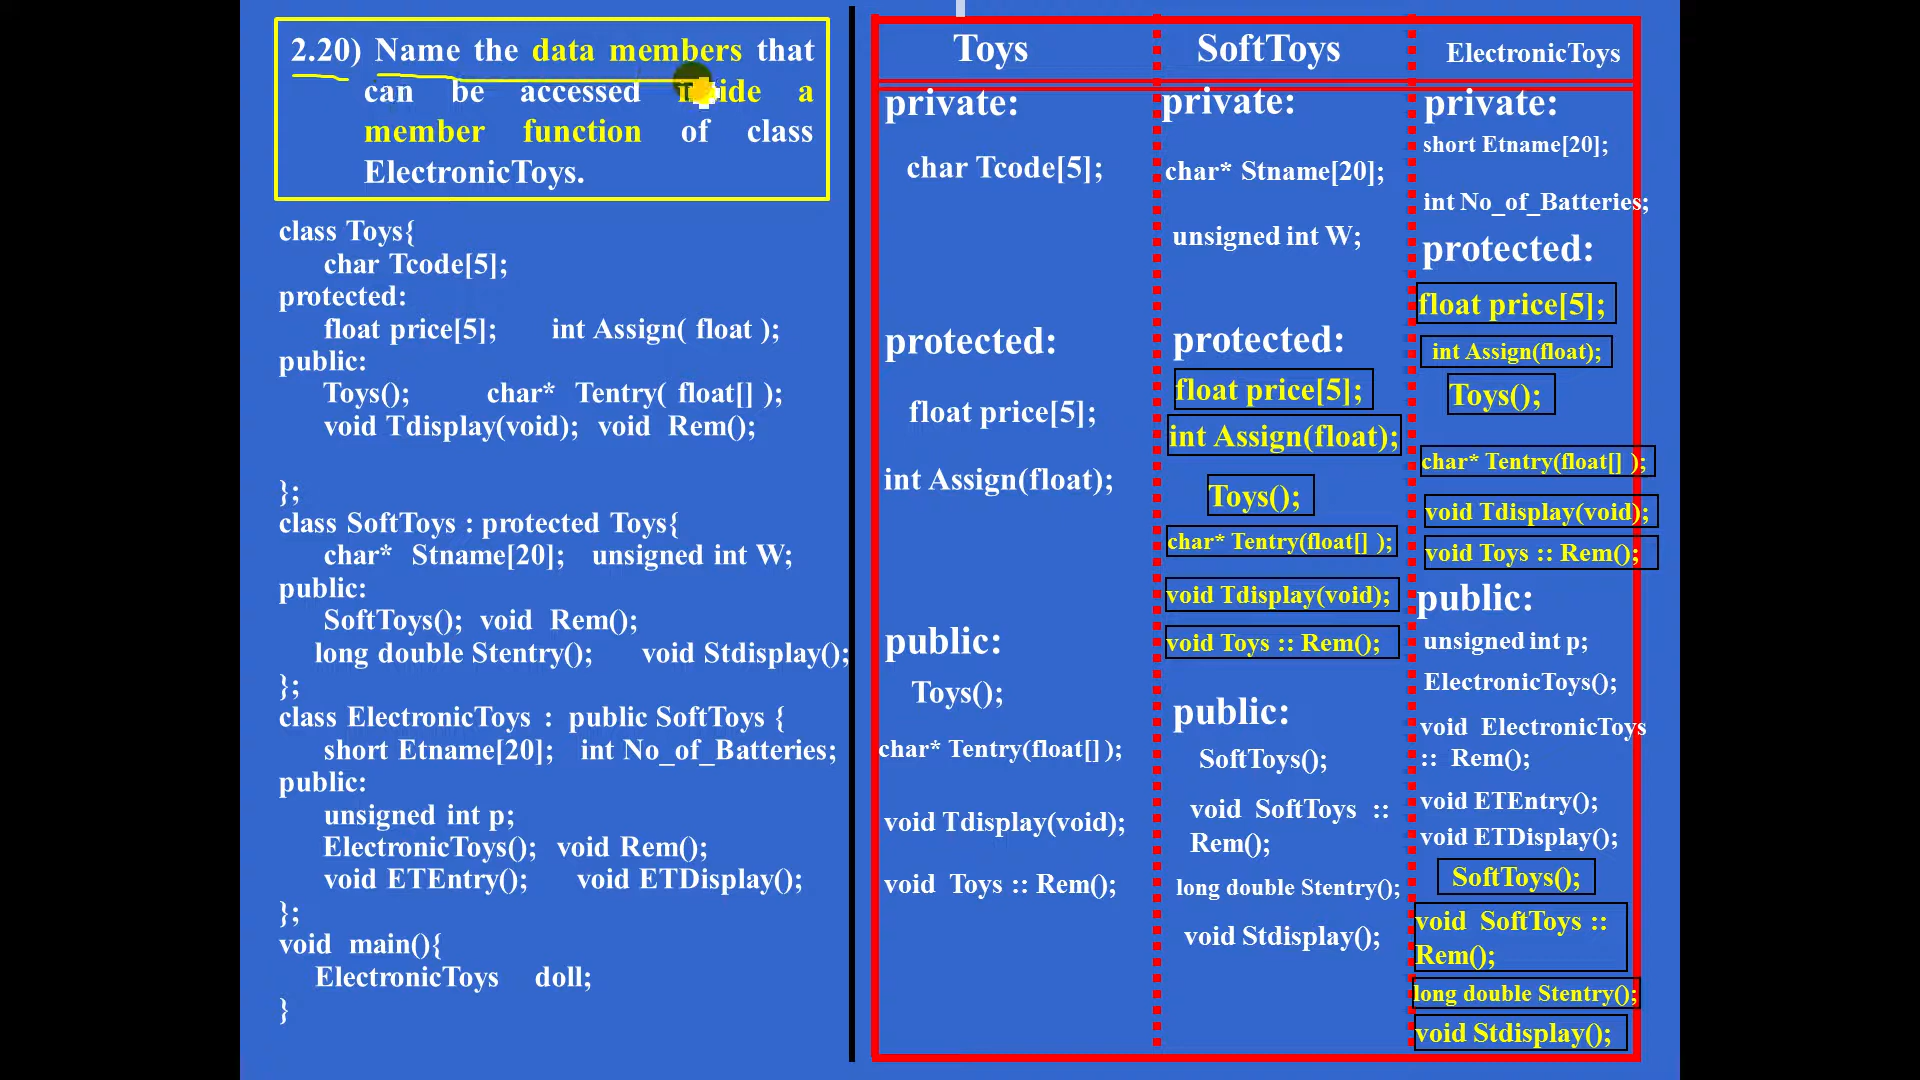 2.20) Name the data members that
can be accessed inside a
member function of class
ElectronicToys.
class Toys{
char Tcode[5];
protected:
float price[5]; int Assign( float );
public:
Toys(); char* Tentry( float[] );
void Tdisplay(void); void Rem();
};
class SoftToys : protected Toys{
char* Stname[20]; unsigned int W;
public:
SoftToys(); void Rem();
long double Stentry(); void Stdisplay();
};
class ElectronicToys : public SoftToys {
short Etname[20]; int No_of_Batteries;
public:
unsigned int p;
ElectronicToys(); void Rem();
void ETEntry(); void ETDisplay();
};
void main(){
ElectronicToys doll;
}
Toys
private:
char Tcode[5];
protected:
float price[5];
int Assign(float);
public:
Toys();
char* Tentry(float[] );
void Tdisplay(void);
void Toys :: Rem();
SoftToys
private:
char* Stname[20];
unsigned int W;
protected:
float price[5];
int Assign(float);
Toys();
char* Tentry(float[] );
void Tdisplay(void);
void Toys :: Rem();
public:
SoftToys();
void SoftToys ::
Rem();
long double Stentry();
void Stdisplay();
ElectronicToys
private:
short Etname[20];
int No_of_Batteries;
protected:
float price[5];
int Assign(float);
Toys();
char* Tentry(float[] );
void Tdisplay(void);
void Toys :: Rem();
public:
unsigned int p;
ElectronicToys();
void ElectronicToys
:: Rem();
void ETEntry();
void ETDisplay();
SoftToys();
void SoftToys ::
Rem();
long double Stentry();
void Stdisplay();